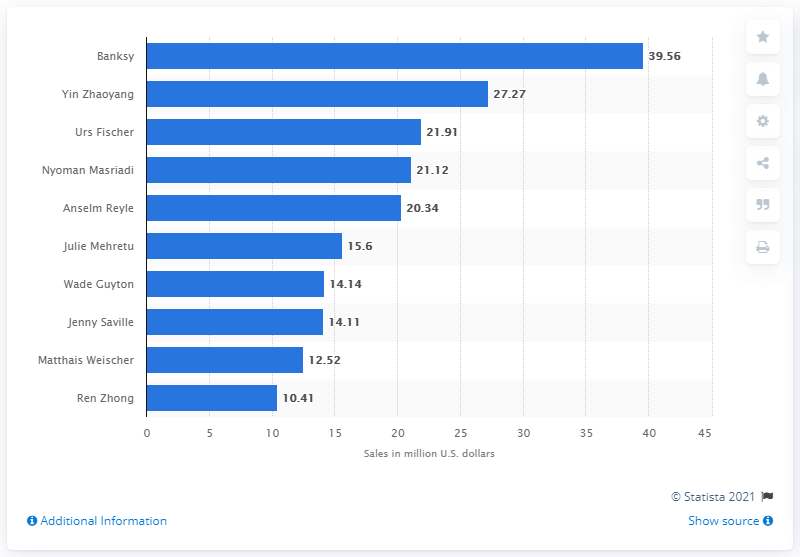 Banksy 39.56
Yin Zhaoyang 27.27
Urs Fischer 21.91
Nyoman Masriadi 21.12
Anselm Reyle 20.34
Julie Mehretu 15.6
Wade Guyton 14.14
Jenny Saville 14.11
Matthais Weischer 12.52
Ren Zhong 10.41
0 5 10 15 20 25 30 35 40 45
Sales in million U.S. dollars
© Statista 2021
Additional Information Show source